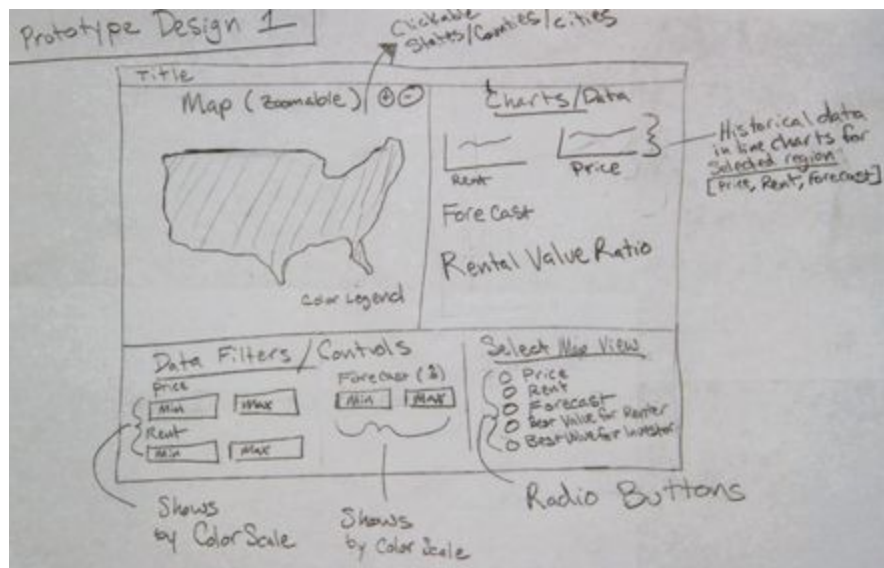 Prototype Design 1
Clickable
States/Counties/cities
Title
Map (Zoomable) + -
Color Legend
Charts/Data
Rent
Price
Historical data
in line charts for
Selected region
[Price, Rent, Forecast]
Forecast
Rental Value Ratio
Data Filters / Controls
Price
Min Max
Rent
Min Max
Forecast (%)
Min Max
Select Map View
Price
Rent
Forecast
Best Value for Renter
Best Value for Investor
Shows
by Color Scale
Shows
by Color Scale
Radio Buttons